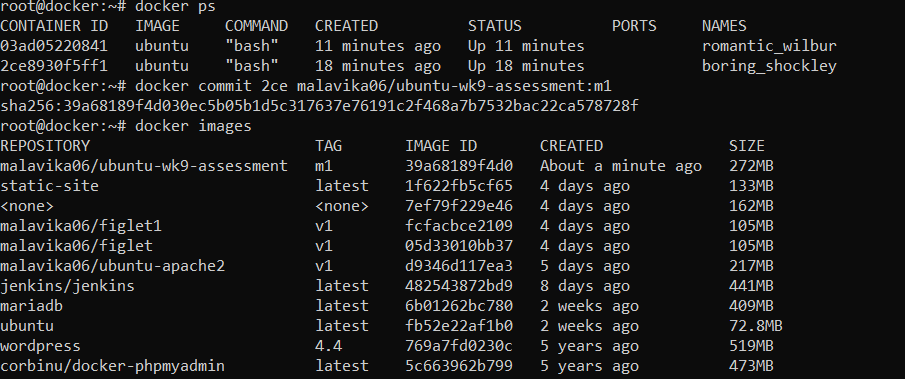 root@docker:~# docker ps
CONTAINER ID   IMAGE     COMMAND   CREATED          STATUS          PORTS     NAMES
03ad05220841   ubuntu    "bash"    11 minutes ago   Up 11 minutes             romantic_wilbur
2ce8930f5ff1   ubuntu    "bash"    18 minutes ago   Up 18 minutes             boring_shockley
root@docker:~# docker commit 2ce malavika06/ubuntu-wk9-assessment:m1
sha256:39a68189f4d030ec5b05b1d5c317637e76191c2f468a7b7532bac22ca578728f
root@docker:~# docker images
REPOSITORY                          TAG       IMAGE ID       CREATED              SIZE
malavika06/ubuntu-wk9-assessment    m1        39a68189f4d0   About a minute ago   272MB
static-site                         latest    1f622fb5cf65   4 days ago           133MB
<none>                              <none>    7ef79f229e46   4 days ago           162MB
malavika06/figlet1                  v1        fcfacbce2109   4 days ago           105MB
malavika06/figlet                   v1        05d33010bb37   4 days ago           105MB
malavika06/ubuntu-apache2           v1        d9346d117ea3   5 days ago           217MB
jenkins/jenkins                     latest    482543872bd9   8 days ago           441MB
mariadb                             latest    6b01262bc780   2 weeks ago          409MB
ubuntu                              latest    fb52e22af1b0   2 weeks ago          72.8MB
wordpress                           4.4       769a7fd0230c   5 years ago          519MB
corbinu/docker-phpmyadmin           latest    5c663962b799   5 years ago          473MB